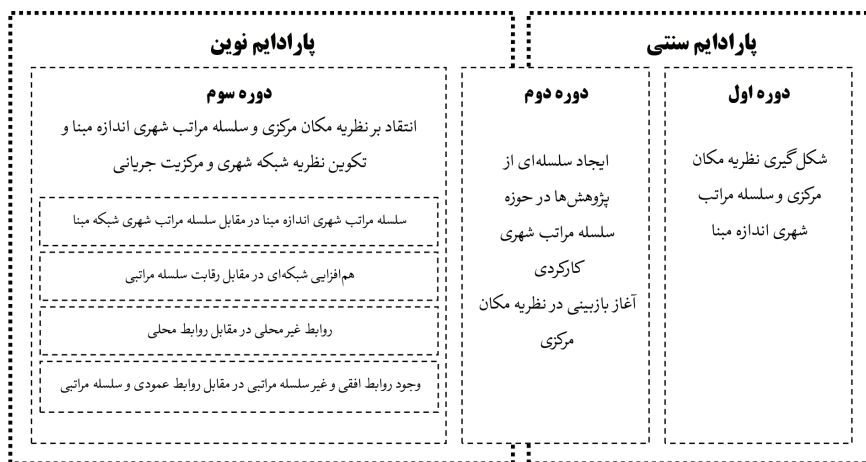 پارادایم سنتی
دوره اول
شکل‌گیری نظریه مکان
مرکزی و سلسله مراتب
شهری اندازه مبنا
دوره دوم
ایجاد سلسله‌ای از
پژوهش‌ها در حوزه
سلسله مراتب شهری
کارکردی
آغاز بازبینی در نظریه مکان
مرکزی
پارادایم نوین
دوره سوم
انتقاد بر نظریه مکان مرکزی و سلسله مراتب شهری اندازه مبنا و
تکوین نظریه شبکه شهری و مرکزیت جریانی
سلسله مراتب شهری اندازه مبنا در مقابل سلسله مراتب شهری شبکه مبنا
هم‌افزایی شبکه‌ای در مقابل رقابت سلسله مراتبی
روابط غیرمحلی در مقابل روابط محلی
وجود روابط افقی و غیرسلسله مراتبی در مقابل روابط عمودی و سلسله مراتبی